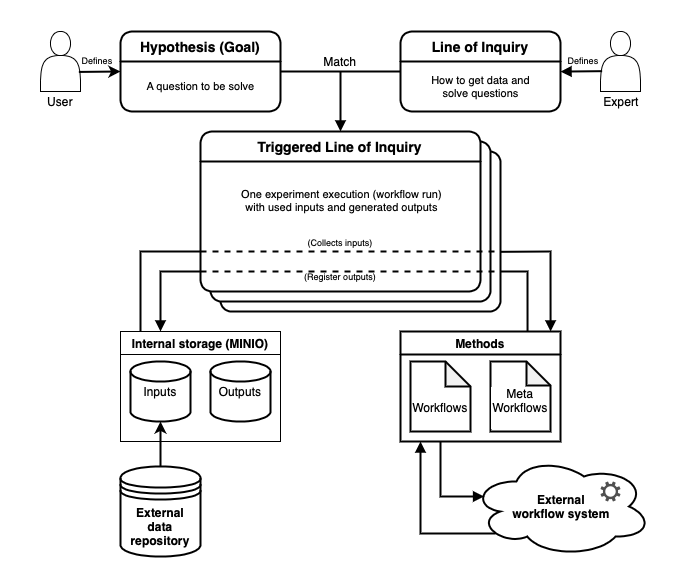 Hypothesis (Goal)
Line of Inquiry
Defines
Match
Defines
A question to be solve
How to get data and
solve questions
User
Expert
Triggered Line of Inquiry
One experiment execution (workflow run)
with used inputs and generated outputs
(Collects inputs)
(Register outputs)
Internal storage (MINIO)
Methods
Inputs
Outputs
Workflows
Meta
Workflows
External
data
repository
External
workflow system